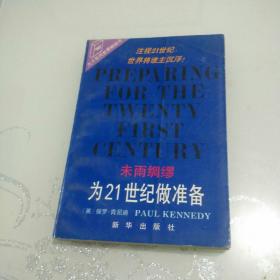 注视21世纪
世界将谁主沉浮!
PREPARING
FOR THE
TWENTY
FIRST
CENTURY
未雨绸缪
为21世纪做准备
保罗·肯尼迪 PAUL KENNEDY
新华出版社